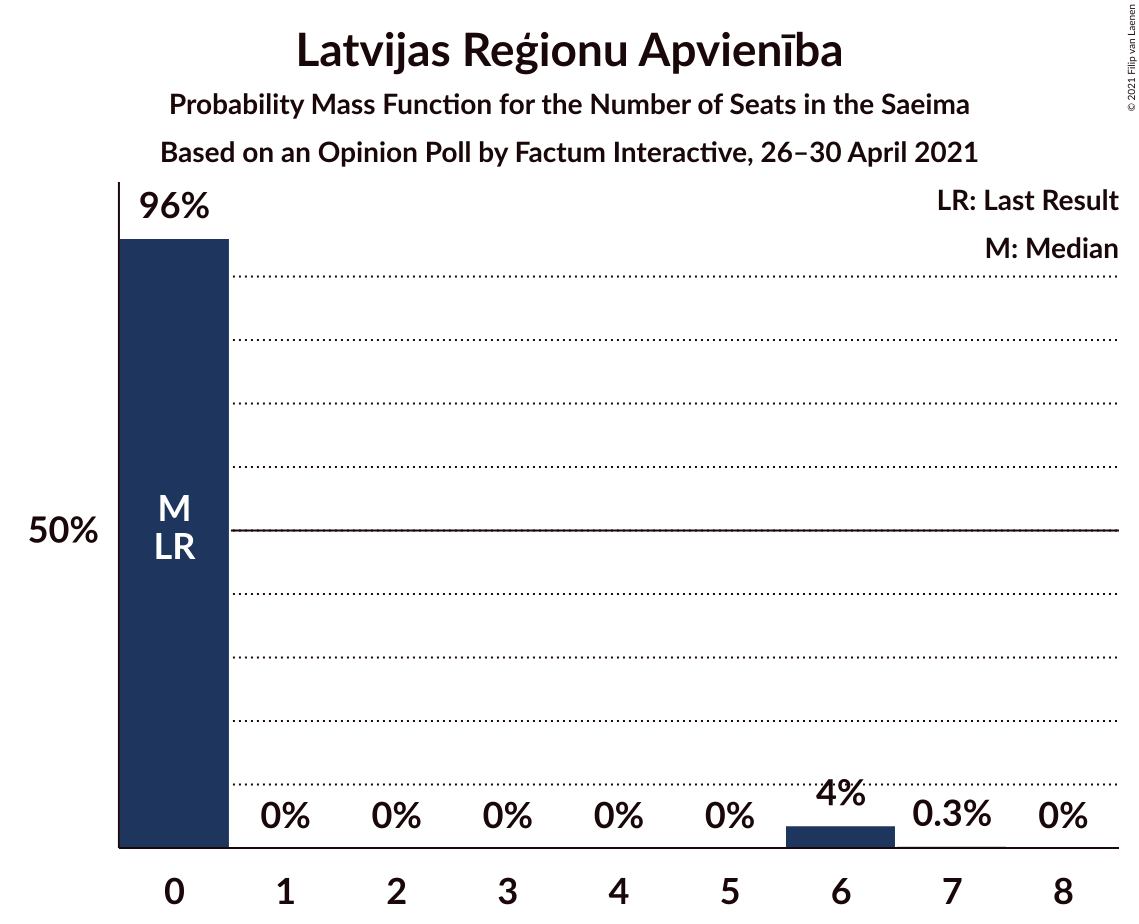 Latvijas Reģionu Apvienība
Probability Mass Function for the Number of Seats in the Saeima
Based on an Opinion Poll by Factum Interactive, 26–30 April 2021
© 2021 Filip van Laenen
LR: Last Result
M: Median
96%
50%
M
LR
0%
0%
0%
0%
0%
4%
0.3%
0%
0
1
2
3
4
5
6
7
8